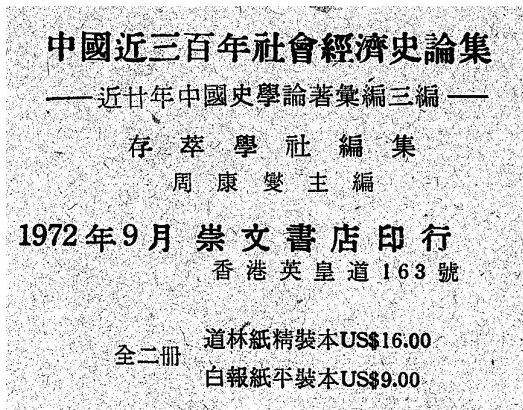 中國近三百年社會經濟史論集
——近廿年中國史學論著彙編三編——
存萃學社編集
周康燮主編
1972年9月崇文書店印行
香港英皇道163號
全二冊
道林紙精裝本US$16.00
白報紙平裝本US$9.00